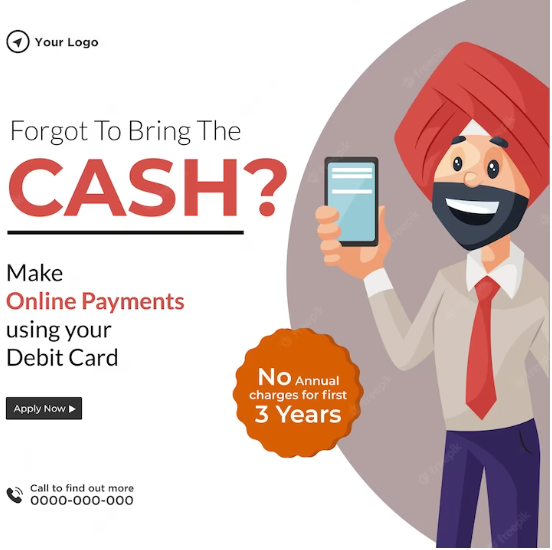 Your Logo
Forgot To Bring The
CASH?
Make
Online Payments
using your
Debit Card
No Annual
charges for first
3 Years
Apply Now
Call to find out more
0000-000-000
freepik